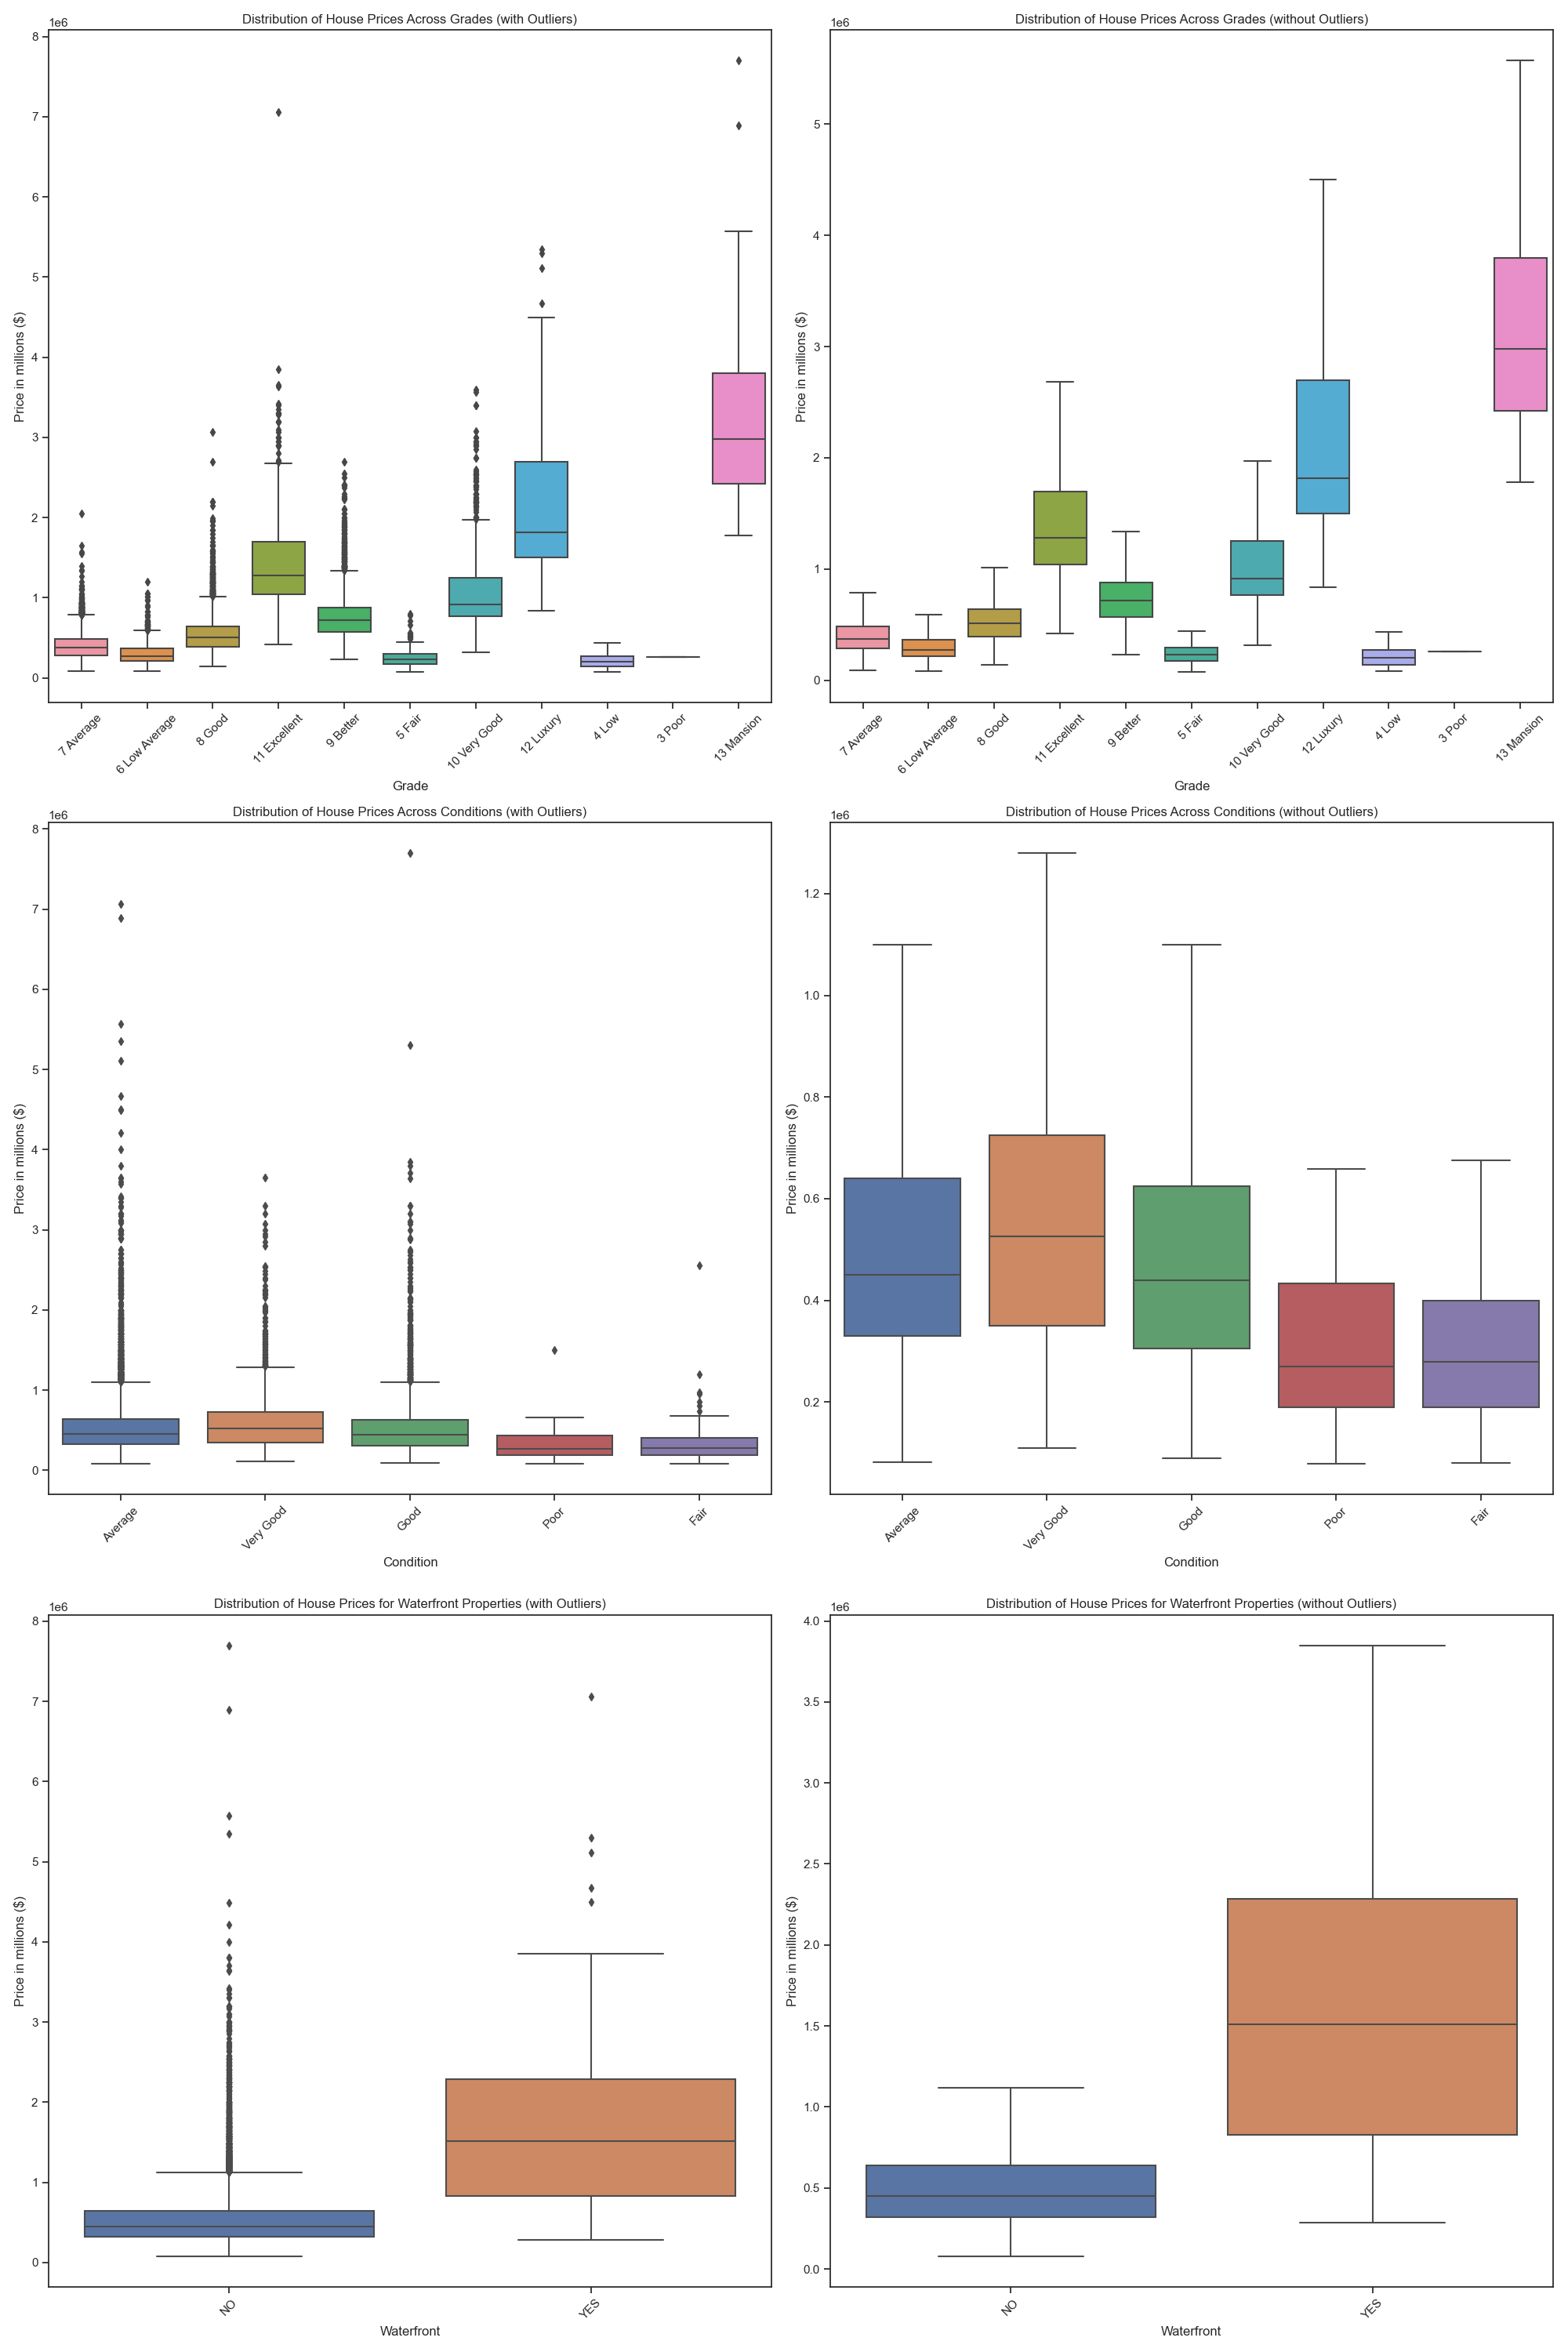 Distribution of House Prices Across Grades (with Outliers)
1e6
8
7
6
5
4
3
2
1
0
Price in millions ($)
7 Average
6 Low Average
8 Good
11 Excellent
9 Better
5 Fair
10 Very Good
12 Luxury
4 Low
3 Poor
13 Mansion
Grade
Distribution of House Prices Across Grades (without Outliers)
1e6
5
4
3
2
1
0
Price in millions ($)
7 Average
6 Low Average
8 Good
11 Excellent
9 Better
5 Fair
10 Very Good
12 Luxury
4 Low
3 Poor
13 Mansion
Grade
Distribution of House Prices Across Conditions (with Outliers)
1e6
8
7
6
5
4
3
2
1
0
Price in millions ($)
Average
Very Good
Good
Poor
Fair
Condition
Distribution of House Prices Across Conditions (without Outliers)
1e6
1.2
1.0
0.8
0.6
0.4
0.2
Price in millions ($)
Average
Very Good
Good
Poor
Fair
Condition
Distribution of House Prices for Waterfront Properties (with Outliers)
1e6
8
7
6
5
4
3
2
1
0
Price in millions ($)
NO
YES
Waterfront
Distribution of House Prices for Waterfront Properties (without Outliers)
1e6
4.0
3.5
3.0
2.5
2.0
1.5
1.0
0.5
0.0
Price in millions ($)
NO
YES
Waterfront